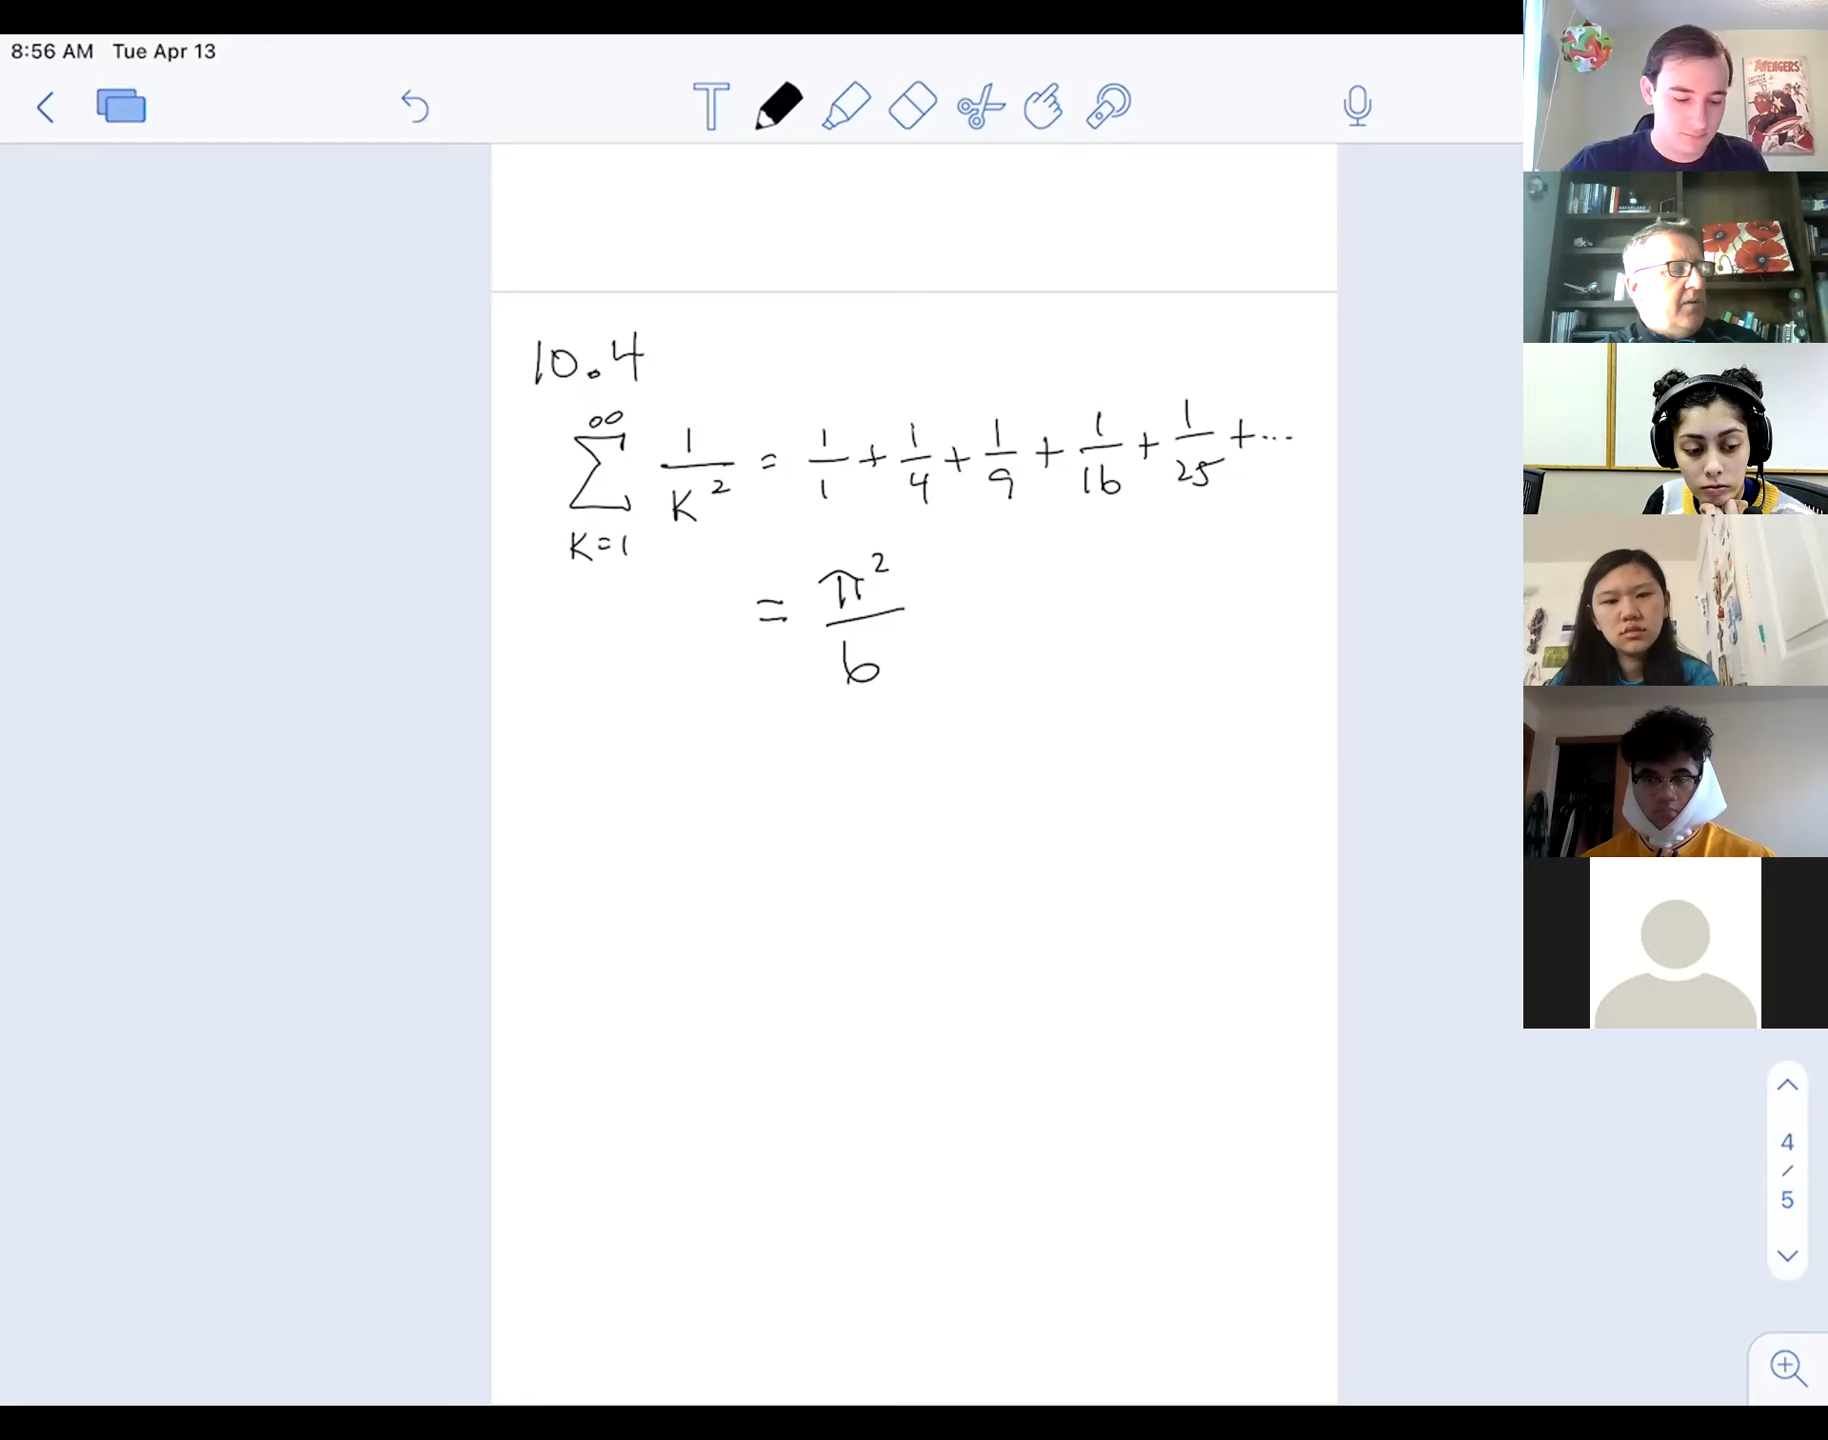 8:56 AM Tue Apr 13
T
10.4
∞
∑ 1/K² = 1/1 + 1/4 + 1/9 + 1/16 + 1/25 + ...
K=1
= π²/6
AVENGERS
4
/
5